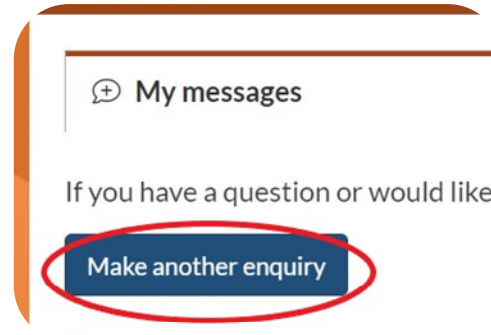 My messages
If you have a question or would like
Make another enquiry